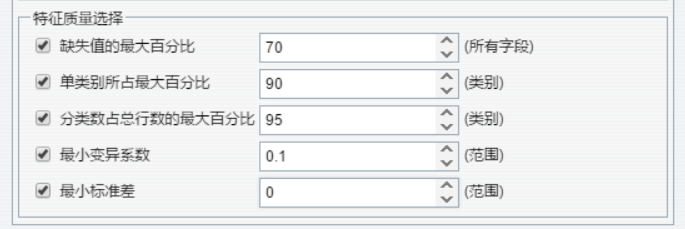 特征质量选择
缺失值的最大百分比 70 (所有字段)
单类别所占最大百分比 90 (类别)
分类数占总行数的最大百分比 95 (类别)
最小变异系数 0.1 (范围)
最小标准差 0 (范围)